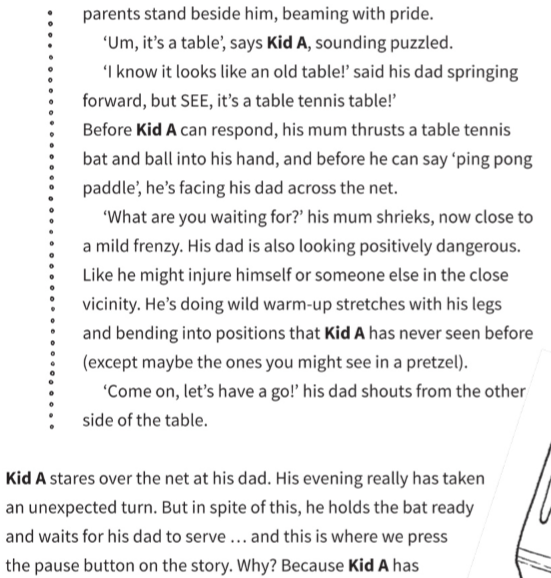 parents stand beside him, beaming with pride.
‘Um, it’s a table’, says Kid A, sounding puzzled.
‘I know it looks like an old table!’ said his dad springing
forward, but SEE, it’s a table tennis table!’
Before Kid A can respond, his mum thrusts a table tennis
bat and ball into his hand, and before he can say ‘ping pong
paddle’, he’s facing his dad across the net.
‘What are you waiting for?’ his mum shrieks, now close to
a mild frenzy. His dad is also looking positively dangerous.
Like he might injure himself or someone else in the close
vicinity. He’s doing wild warm-up stretches with his legs
and bending into positions that Kid A has never seen before
(except maybe the ones you might see in a pretzel).
‘Come on, let’s have a go!’ his dad shouts from the other
side of the table.
Kid A stares over the net at his dad. His evening really has taken
an unexpected turn. But in spite of this, he holds the bat ready
and waits for his dad to serve … and this is where we press
the pause button on the story. Why? Because Kid A has